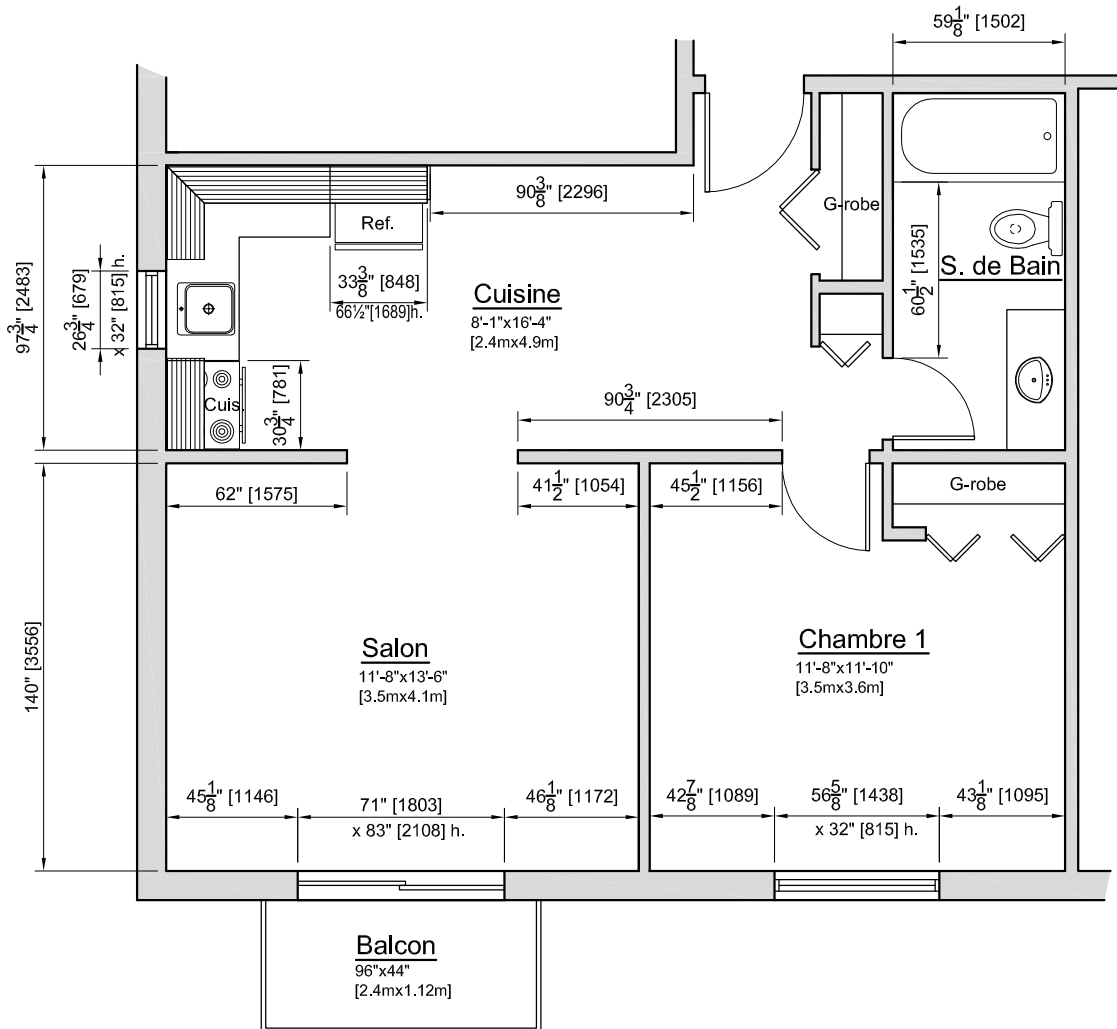 59 1/8" [1502]
97 3/4" [2483]
26 3/4" [679]
x 32" [815] h.
Ref.
33 3/8" [848]
66½"[1689]h.
90 3/8" [2296]
Cuisine
8'-1"x16'-4"
[2.4mx4.9m]
G-robe
60 1/2" [1535]
S. de Bain
Cuis.
30 3/4" [781]
90 3/4" [2305]
62" [1575]
41 1/2" [1054]
45 1/2" [1156]
G-robe
140" [3556]
Salon
11'-8"x13'-6"
[3.5mx4.1m]
Chambre 1
11'-8"x11'-10"
[3.5mx3.6m]
45 1/8" [1146]
71" [1803]
x 83" [2108] h.
46 1/8" [1172]
42 7/8" [1089]
56 5/8" [1438]
x 32" [815] h.
43 1/8" [1095]
Balcon
96"x44"
[2.4mx1.12m]